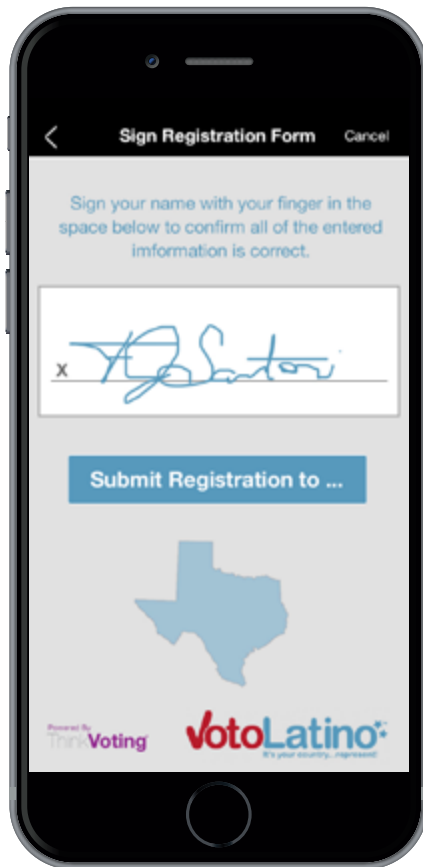 Sign Registration Form
Cancel
Sign your name with your finger in the
space below to confirm all of the entered
imformation is correct.
x
Santori
Submit Registration to ...
Powered By
ThinkVoting
VotoLatino
It's your country...represent!